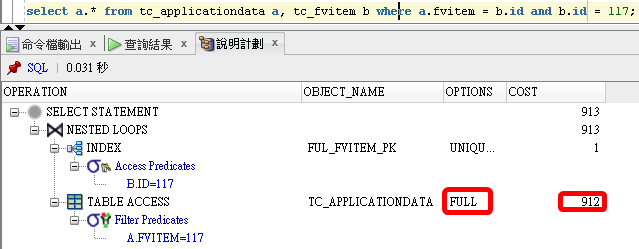 select a.* from tc_applicationdata a, tc_fvitem b where a.fvitem = b.id and b.id = 117;
命令檔輸出 × 查詢結果 × 說明計劃 ×
SQL | 0.031 秒
OPERATION OBJECT_NAME OPTIONS COST
SELECT STATEMENT 913
NESTED LOOPS 913
INDEX FUL_FVITEM_PK UNIQU... 1
Access Predicates
B.ID=117
TABLE ACCESS TC_APPLICATIONDATA FULL 912
Filter Predicates
A.FVITEM=117